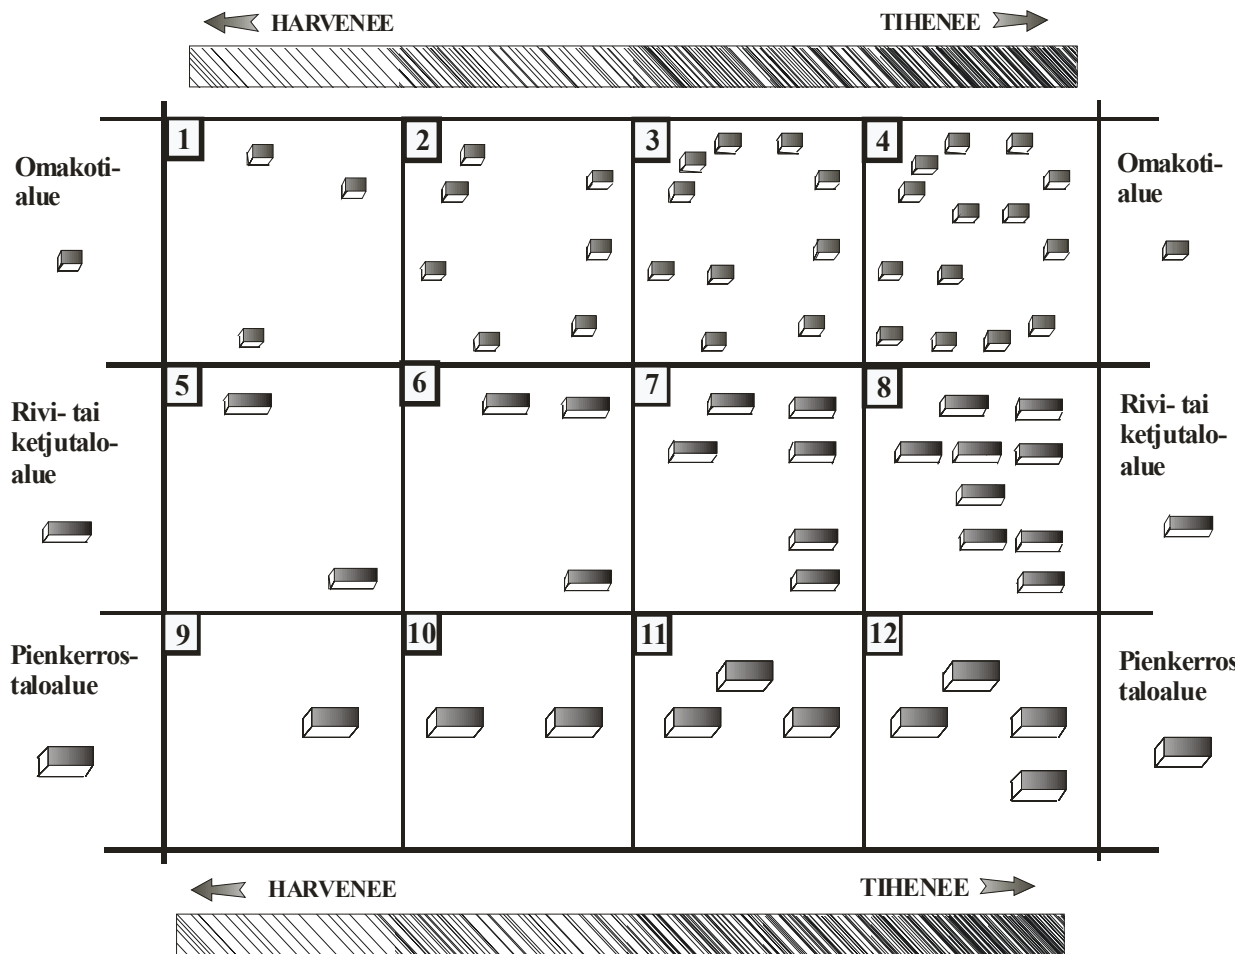 HARVENEE TIHENEE
1 2 3 4
Omakoti-
alue
Omakoti-
alue
5 6 7 8
Rivi- tai
ketjutalo-
alue
Rivi- tai
ketjutalo-
alue
9 10 11 12
Pienkerros-
taloalue
Pienkerros
taloalue
HARVENEE TIHENEE